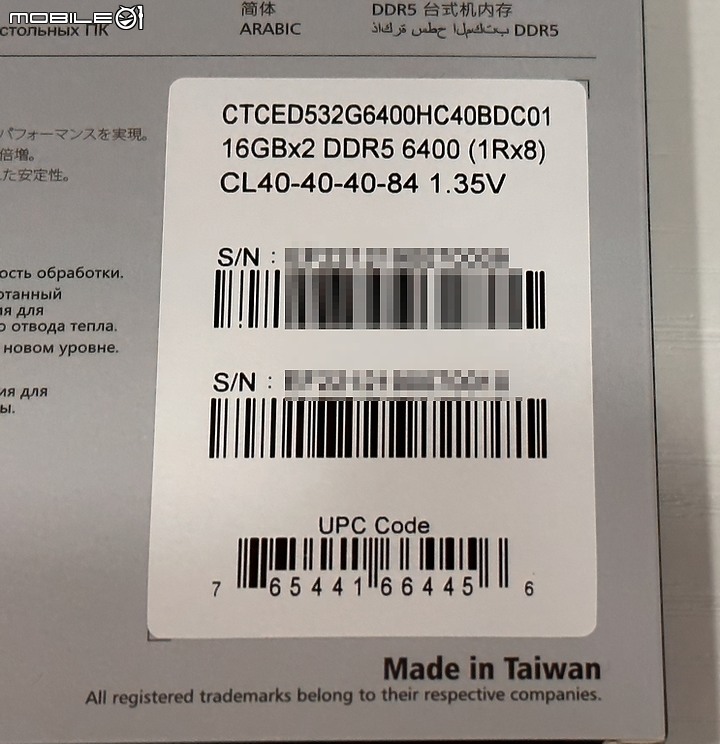 MOBILE01
стольных ПК
简体
ARABIC
DDR5 台式机内存
ذاكرة سطح المكتب DDR5
パフォーマンスを実現。
倍増。
た安定性。
ость обработки.
отанный
ия для
о отвода тепла.
новом уровне.
ия для
ы.
CTCED532G6400HC40BDC01
16GBx2 DDR5 6400 (1Rx8)
CL40-40-40-84 1.35V
S/N :
S/N :
UPC Code
7 65441 66445 6
Made in Taiwan
All registered trademarks belong to their respective companies.